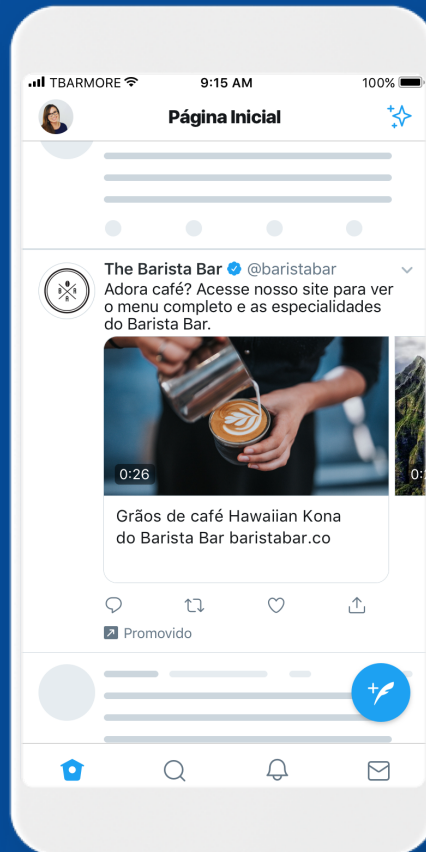 TBARMORE 9:15 AM 100%
Página Inicial
The Barista Bar @baristabar
Adora café? Acesse nosso site para ver
o menu completo e as especialidades
do Barista Bar.
0:26
Grãos de café Hawaiian Kona
do Barista Bar baristabar.co
Promovido